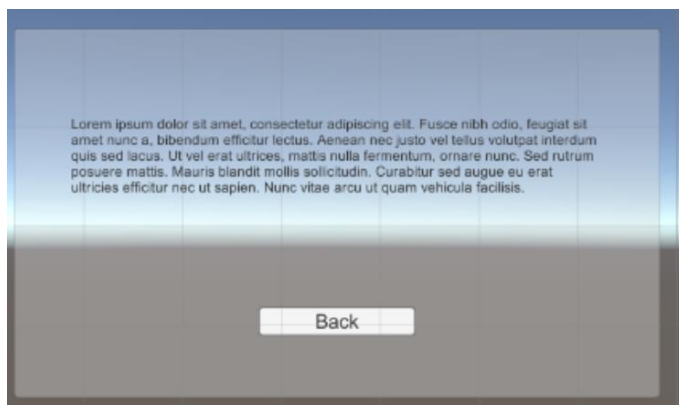 Lorem ipsum dolor sit amet, consectetur adipiscing elit. Fusce nibh odio, feugiat sit
amet nunc a, bibendum efficitur lectus. Aenean nec justo vel tellus volutpat interdum
quis sed lacus. Ut vel erat ultrices, mattis nulla fermentum, ornare nunc. Sed rutrum
posuere mattis. Mauris blandit mollis sollicitudin. Curabitur sed augue eu erat
ultricies efficitur nec ut sapien. Nunc vitae arcu ut quam vehicula facilisis.
Back